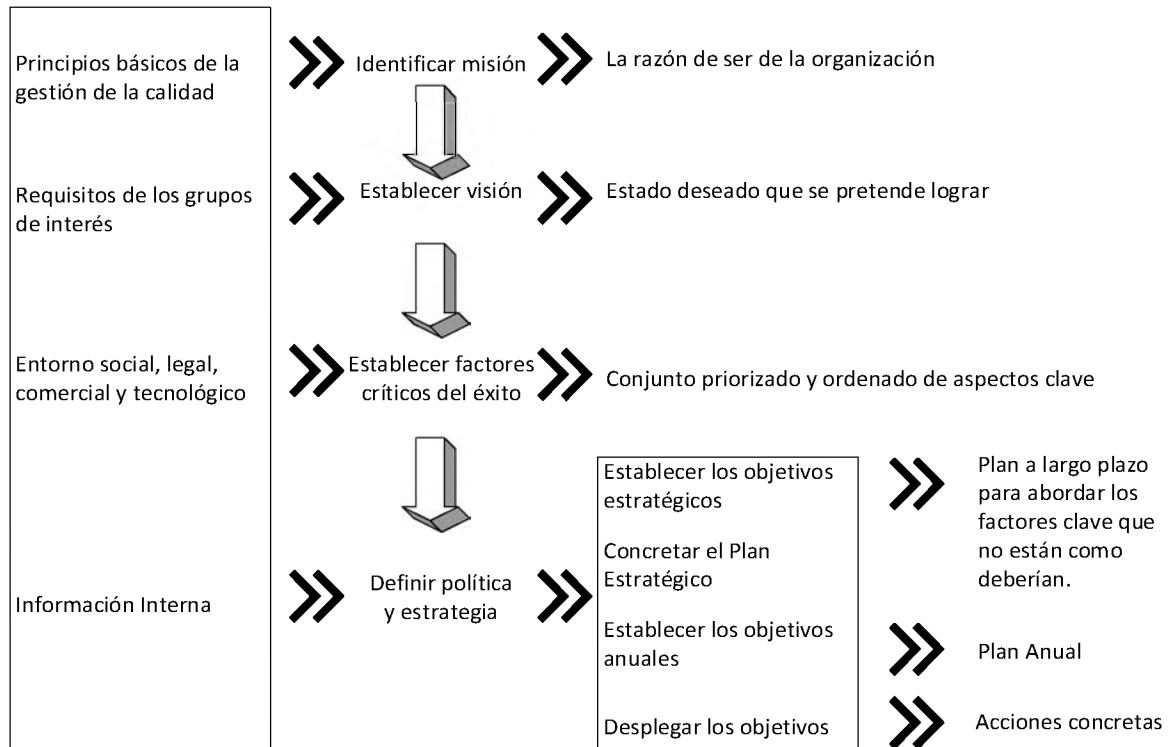 Principios básicos de la
gestión de la calidad
Identificar misión
La razón de ser de la organización
Requisitos de los grupos
de interés
Establecer visión
Estado deseado que se pretende lograr
Entorno social, legal,
comercial y tecnológico
Establecer factores
críticos del éxito
Conjunto priorizado y ordenado de aspectos clave
Información Interna
Definir política
y estrategia
Establecer los objetivos
estratégicos
Plan a largo plazo
para abordar los
factores clave que
no están como
deberían.
Concretar el Plan
Estratégico
Establecer los objetivos
anuales
Plan Anual
Desplegar los objetivos
Acciones concretas